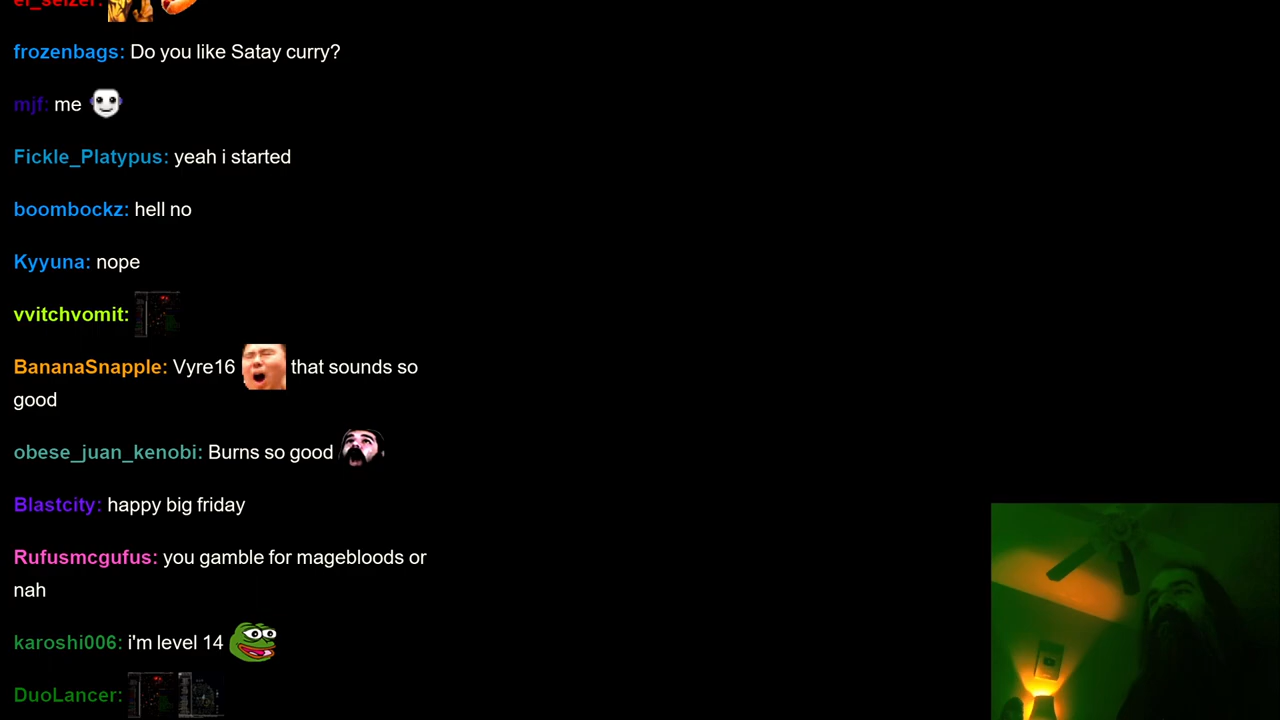 el_seizer:
frozenbags: Do you like Satay curry?
mjf: me
Fickle_Platypus: yeah i started
boombockz: hell no
Kyyuna: nope
vvitchvomit:
BananaSnapple: Vyre16 that sounds so
good
obese_juan_kenobi: Burns so good
Blastcity: happy big friday
Rufusmcgufus: you gamble for magebloods or
nah
karoshi006: i'm level 14
DuoLancer: